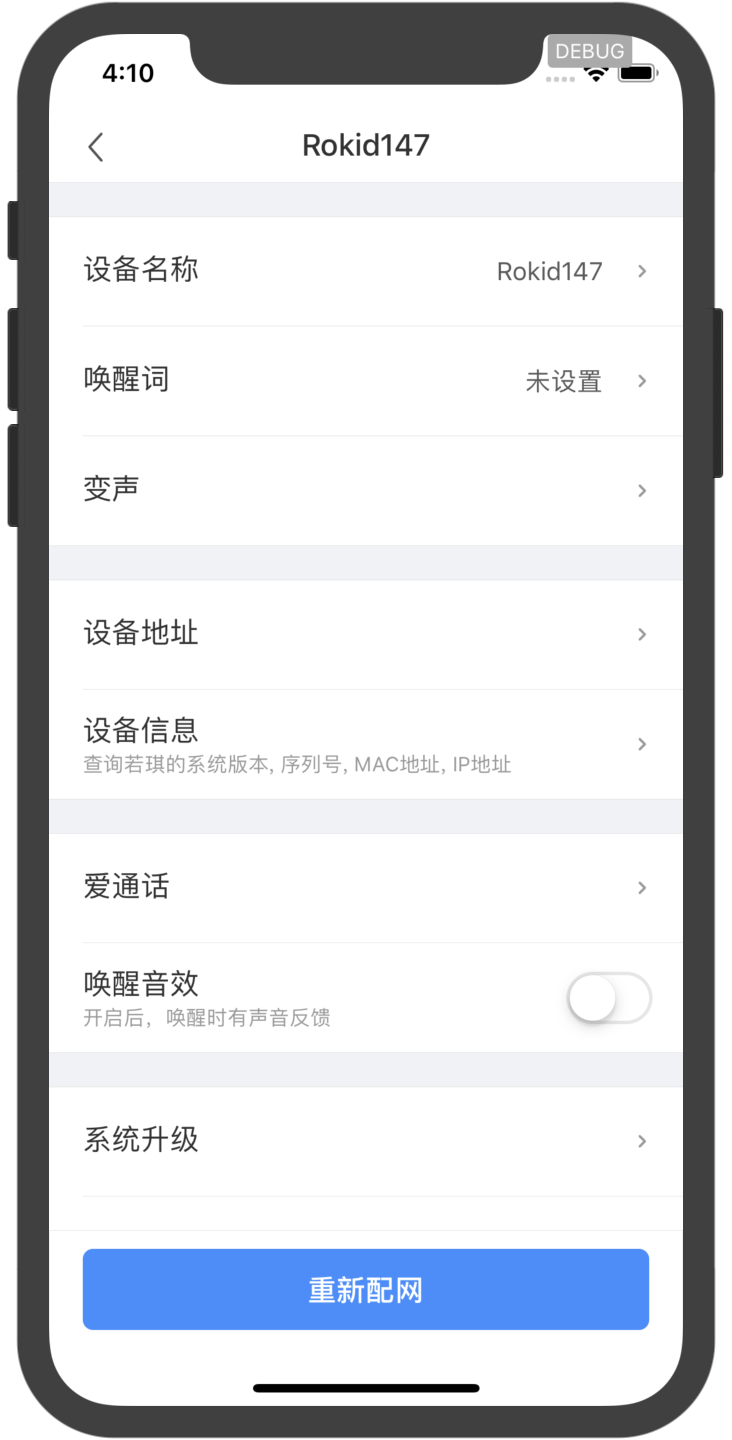 DEBUG
4:10
Rokid147
设备名称 Rokid147
唤醒词 未设置
变声
设备地址
设备信息
查询若琪的系统版本, 序列号, MAC地址, IP地址
爱通话
唤醒音效
开启后，唤醒时有声音反馈
系统升级
重新配网